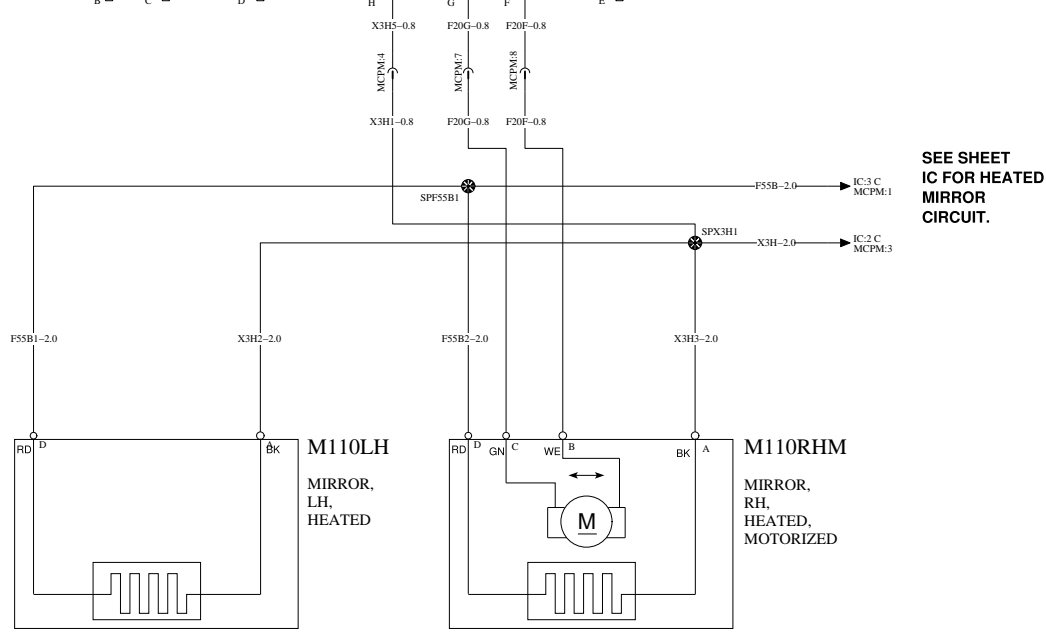 B C D H G F E
X3H5–0.8 F20G–0.8 F20F–0.8
MCPM:4 MCPM:7 MCPM:8
X3H1–0.8 F20G–0.8 F20F–0.8
SEE SHEET
IC FOR HEATED
MIRROR
CIRCUIT.
F55B–2.0 IC:3 C
MCPM:1
SPF55B1
SPX3H1
X3H–2.0 IC:2 C
MCPM:3
F55B1–2.0 X3H2–2.0 F55B2–2.0 X3H3–2.0
RD D A BK M110LH
MIRROR,
LH,
HEATED
RD D GN C WE B BK A M110RHM
MIRROR,
RH,
HEATED,
MOTORIZED
M